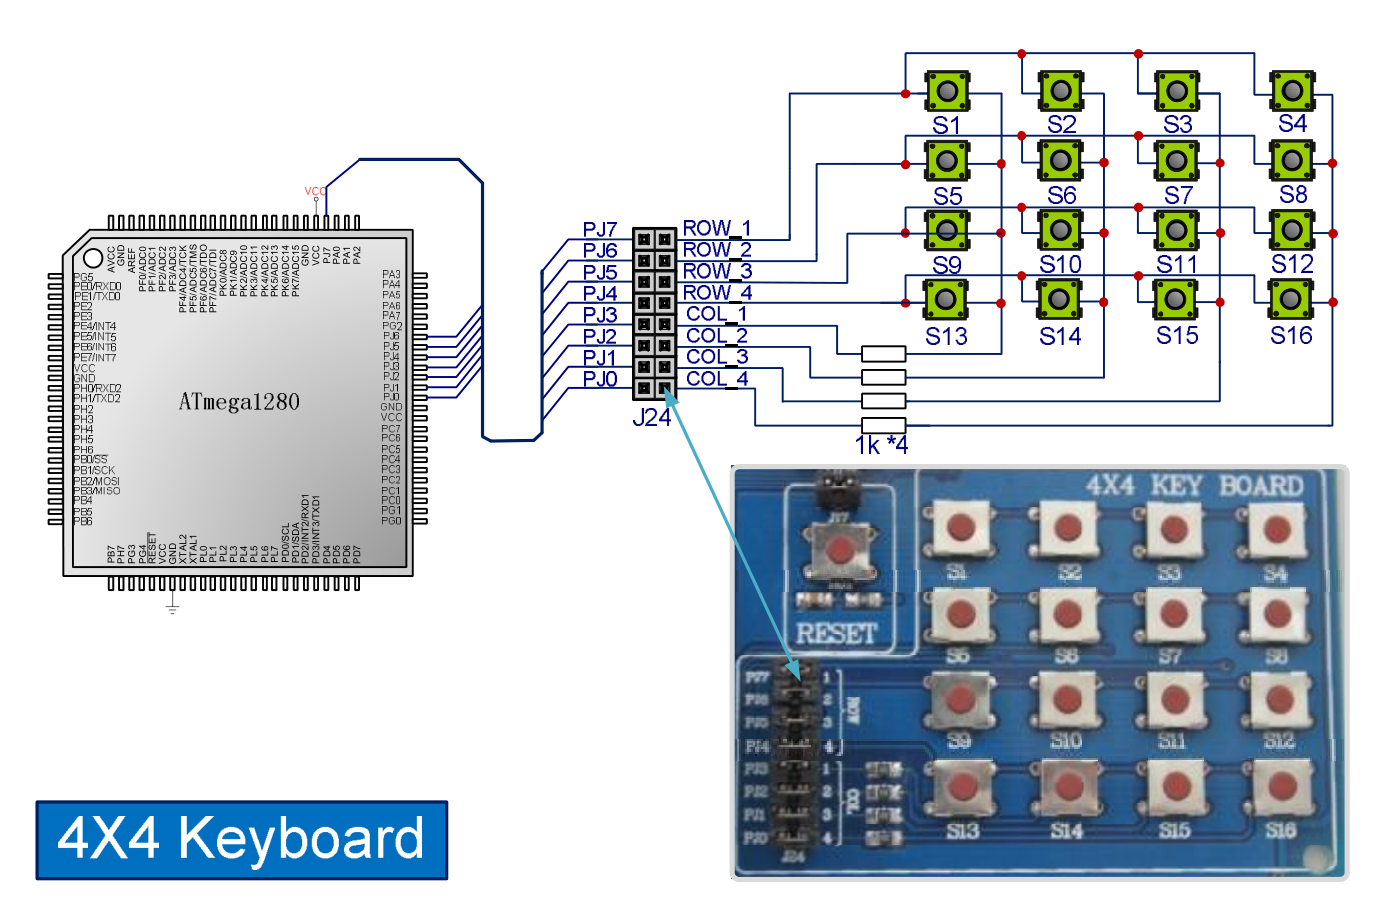 VCC
AVCC
GND
AREF
PF0/ADC0
PF1/ADC1
PF2/ADC2
PF3/ADC3
PF4/ADC4/TCK
PF5/ADC5/TMS
PF6/ADC6/TDO
PF7/ADC7/TDI
PK0/ADC8
PK1/ADC9
PK2/ADC10
PK3/ADC11
PK4/ADC12
PK5/ADC13
PK6/ADC14
PK7/ADC15
GND
VCC
PJ7
PA0
PA1
PA2
PG5
PE0/RXD0
PE1/TXD0
PE2
PE3
PE4/INT4
PE5/INT5
PE6/INT6
PE7/INT7
VCC
GND
PH0/RXD2
PH1/TXD2
PH2
PH3
PH4
PH5
PH6
PB0/SS
PB1/SCK
PB2/MOSI
PB3/MISO
PB4
PB5
PB6
ATmega1280
PA3
PA4
PA5
PA6
PA7
PG2
PJ6
PJ5
PJ4
PJ3
PJ2
PJ1
PJ0
GND
VCC
PC7
PC6
PC5
PC4
PC3
PC2
PC1
PC0
PG1
PG0
PB7
PH7
PG3
PG4
RESET
VCC
GND
XTAL2
XTAL1
PL0
PL1
PL2
PL3
PL4
PL5
PL6
PL7
PD0/SCL
PD1/SDA
PD2/INT2/RXD1
PD3/INT3/TXD1
PD4
PD5
PD6
PD7
PJ7 ROW_1
PJ6 ROW_2
PJ5 ROW_3
PJ4 ROW_4
PJ3 COL_1
PJ2 COL_2
PJ1 COL_3
PJ0 COL_4
J24
S1 S2 S3 S4
S5 S6 S7 S8
S9 S10 S11 S12
S13 S14 S15 S16
1k *4
4X4 KEY BOARD
S1 S2 S3 S4
RESET
S5 S6 S7 S8
PJ7 1
PJ6 2
PJ5 3
PJ4 4
ROW
S9 S10 S11 S12
PJ3 1
PJ2 2
PJ1 3
PJ0 4
COL
J24
S13 S14 S15 S16
4X4 Keyboard